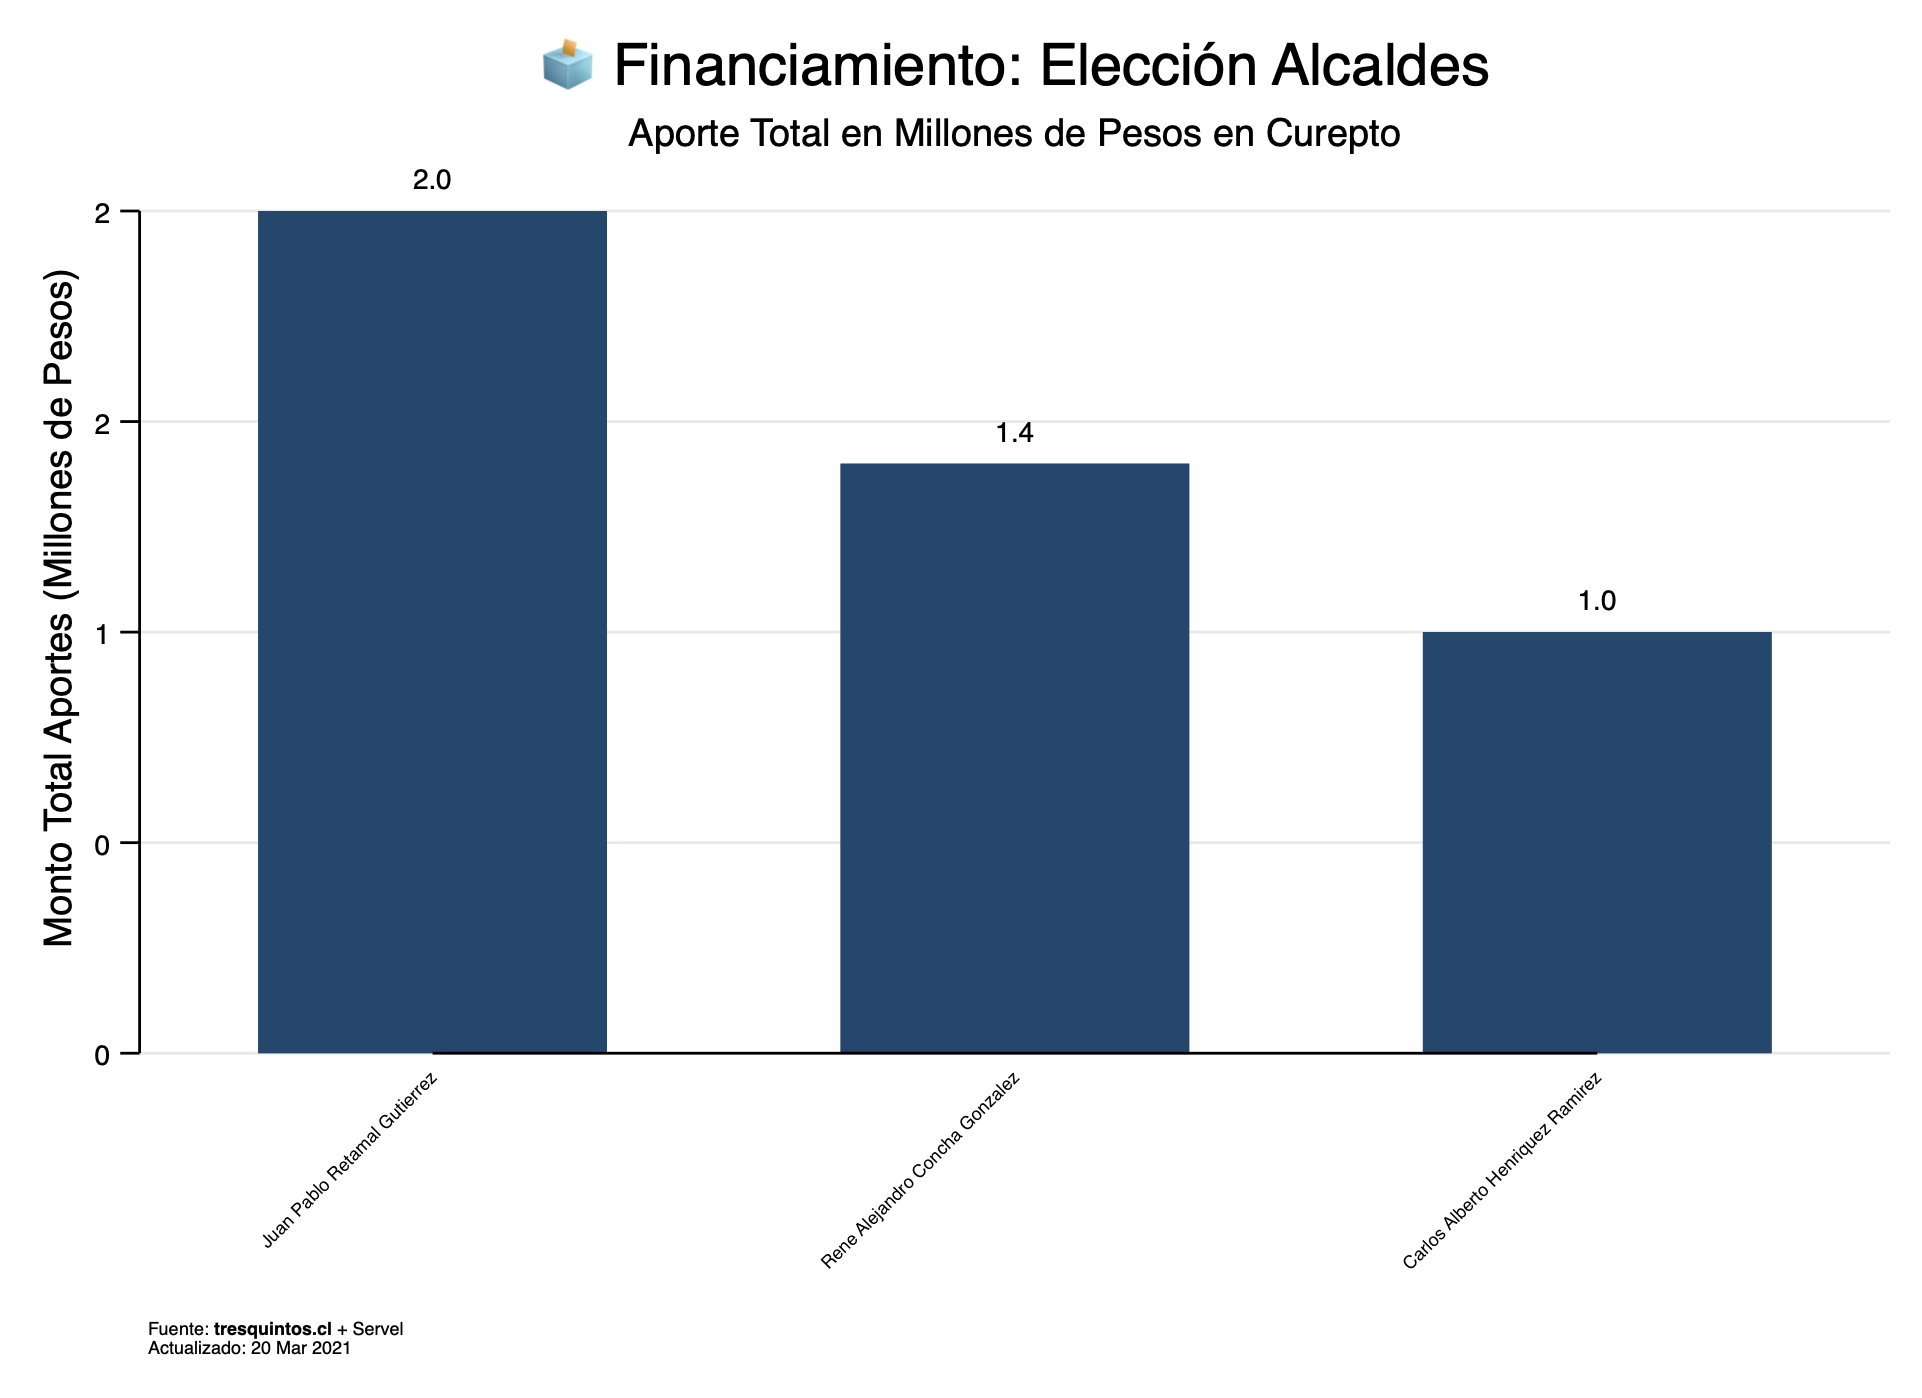 Financiamiento: Elección Alcaldes
Aporte Total en Millones de Pesos en Curepto
Monto Total Aportes (Millones de Pesos)
2
2
1
0
0
2.0
1.4
1.0
Juan Pablo Retamal Gutierrez
Rene Alejandro Concha Gonzalez
Carlos Alberto Henriquez Ramirez
Fuente: tresquintos.cl + Servel
Actualizado: 20 Mar 2021